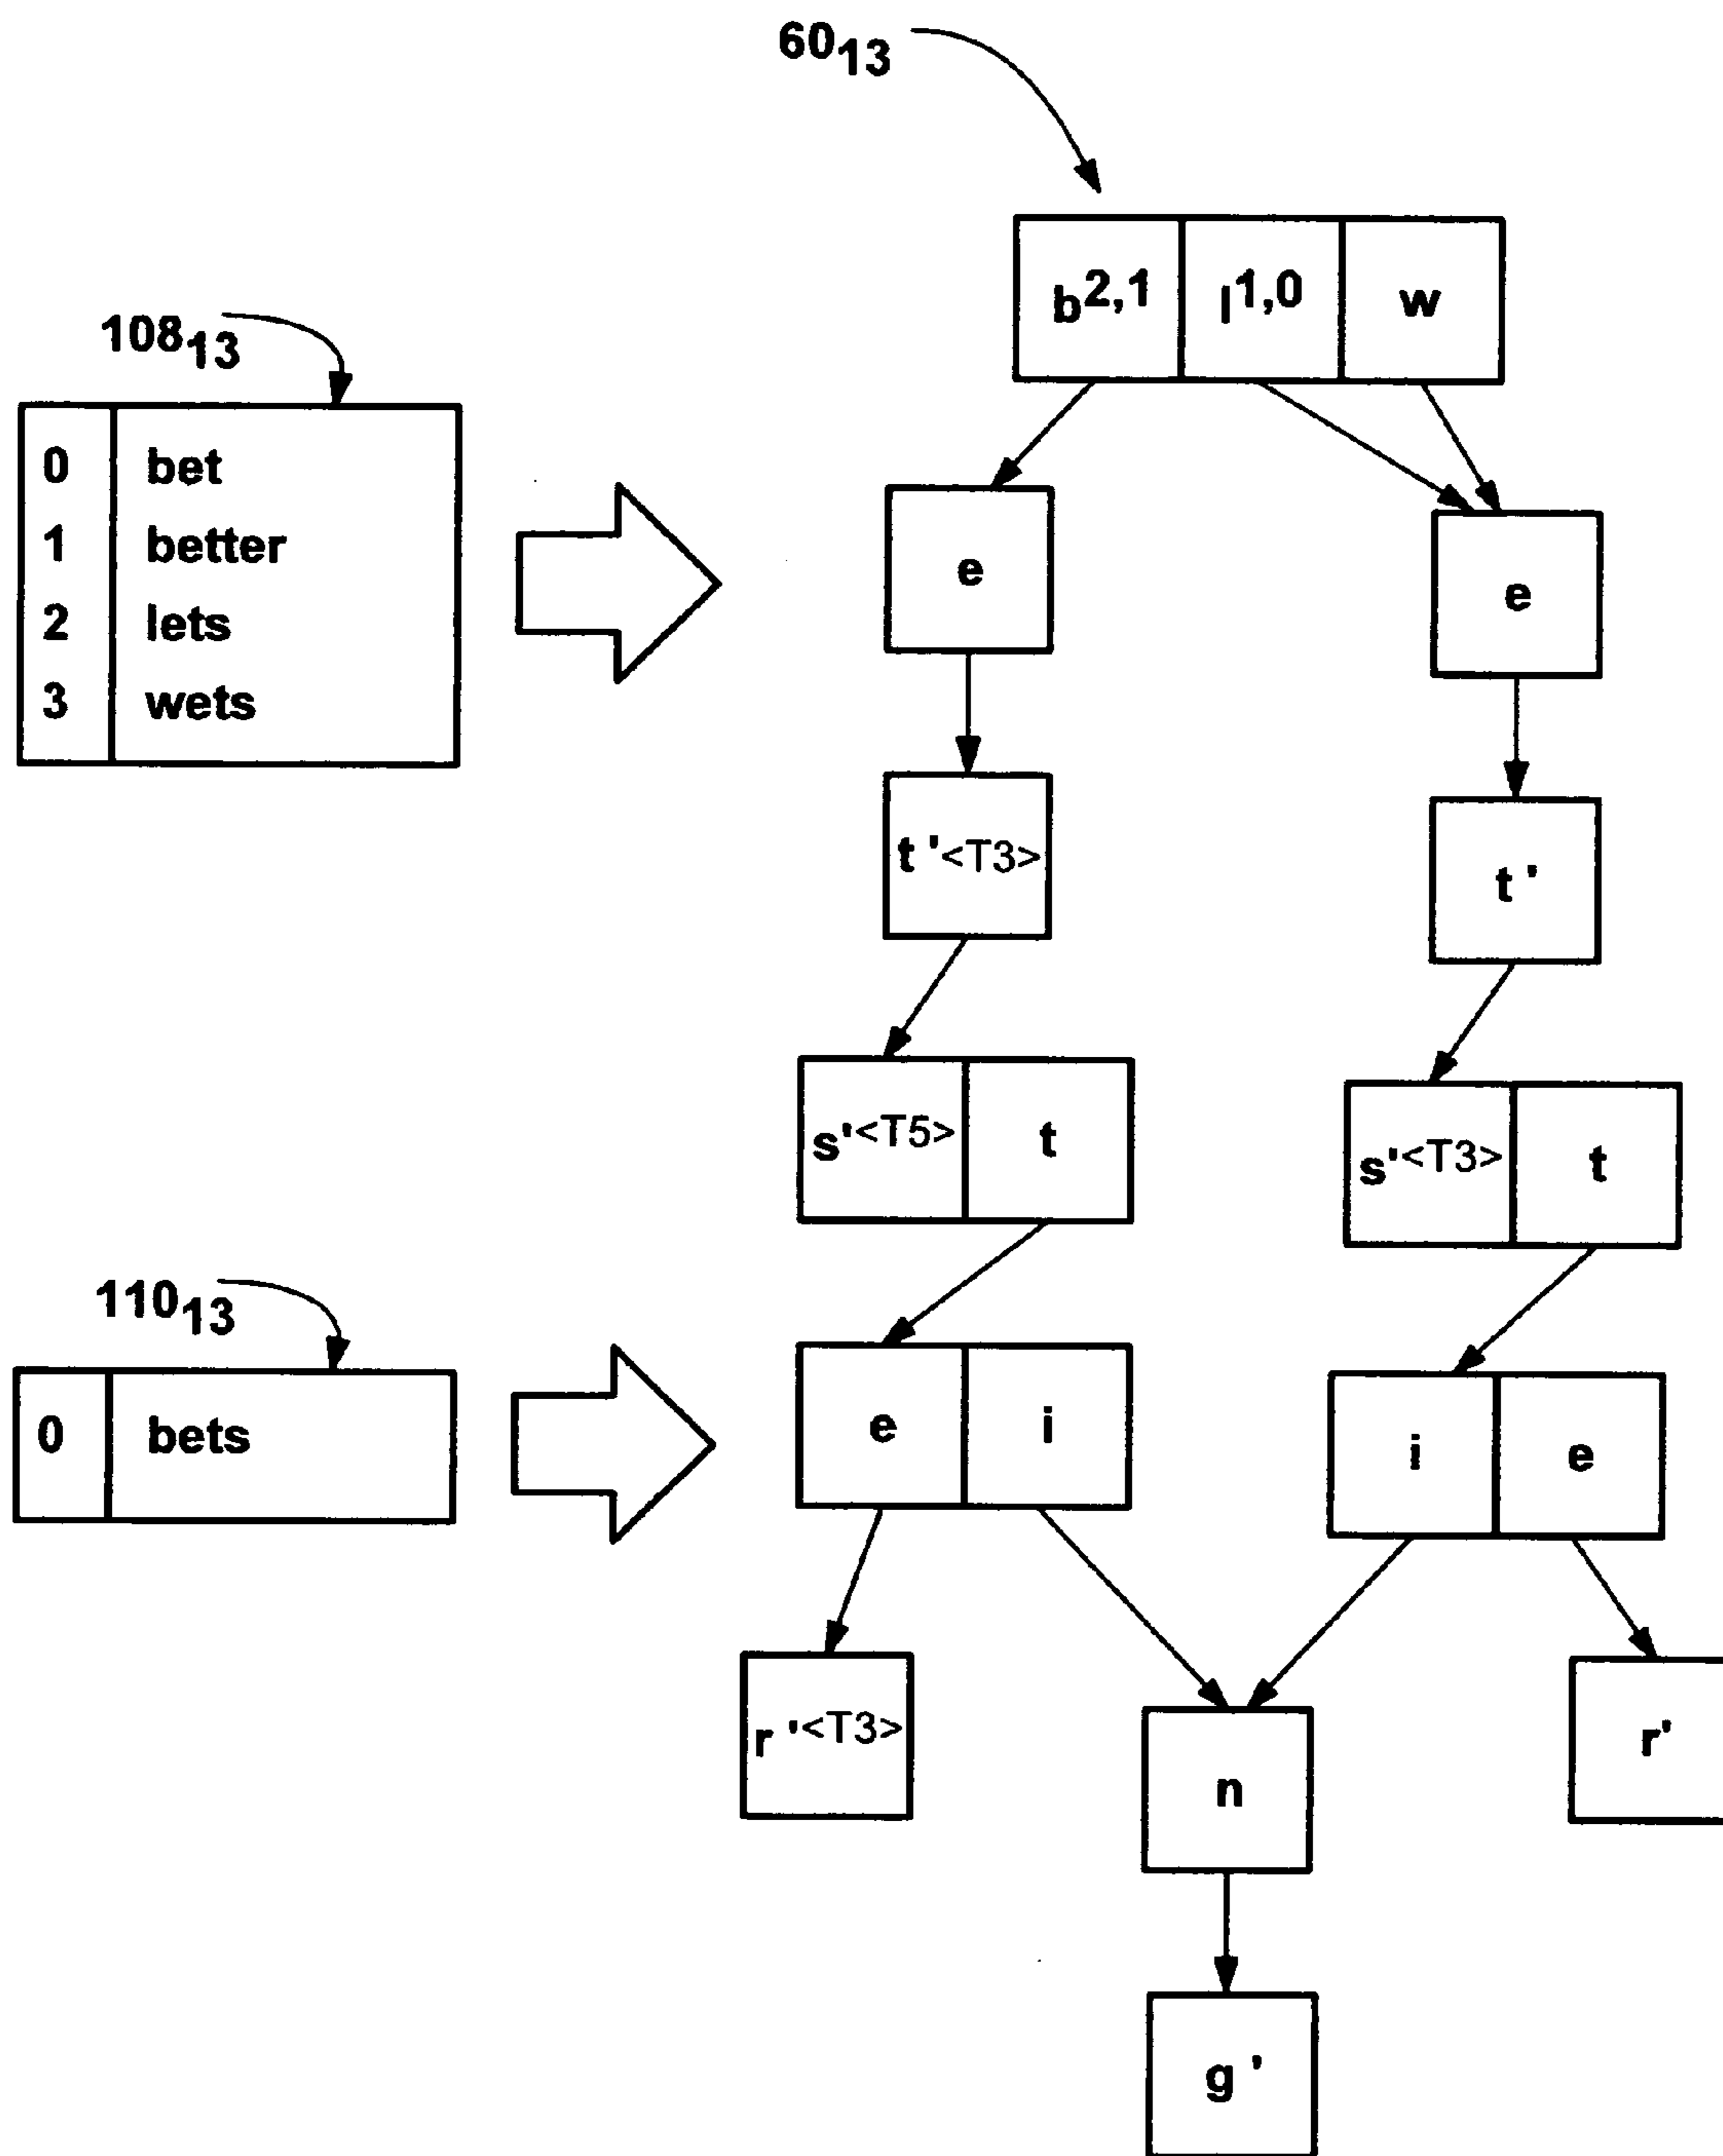 60₁₃
b²,¹ l¹,⁰ w
108₁₃
0 bet
1 better
2 lets
3 wets
e e
t '<T3> t '
s'<T5> t s'<T3> t
110₁₃
0 bets
e i i e
r '<T3> n r'
g '